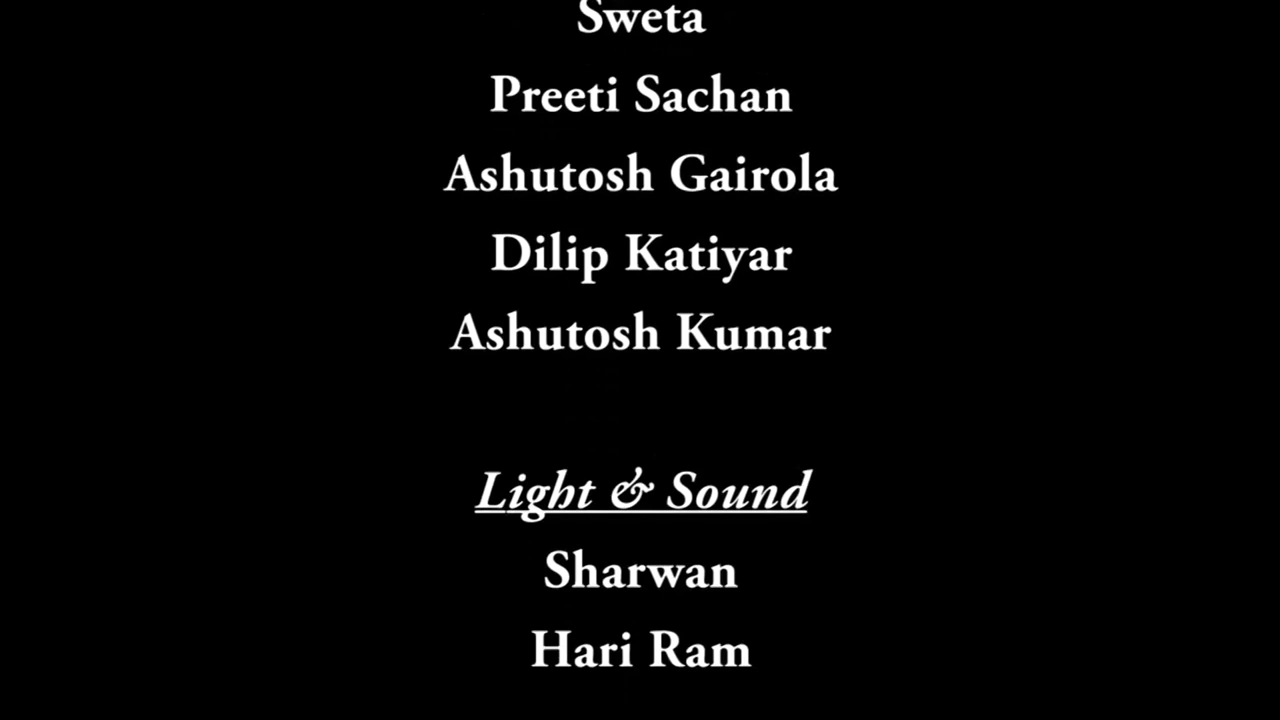 Sweta
Preeti Sachan
Ashutosh Gairola
Dilip Katiyar
Ashutosh Kumar
Light & Sound
Sharwan
Hari Ram